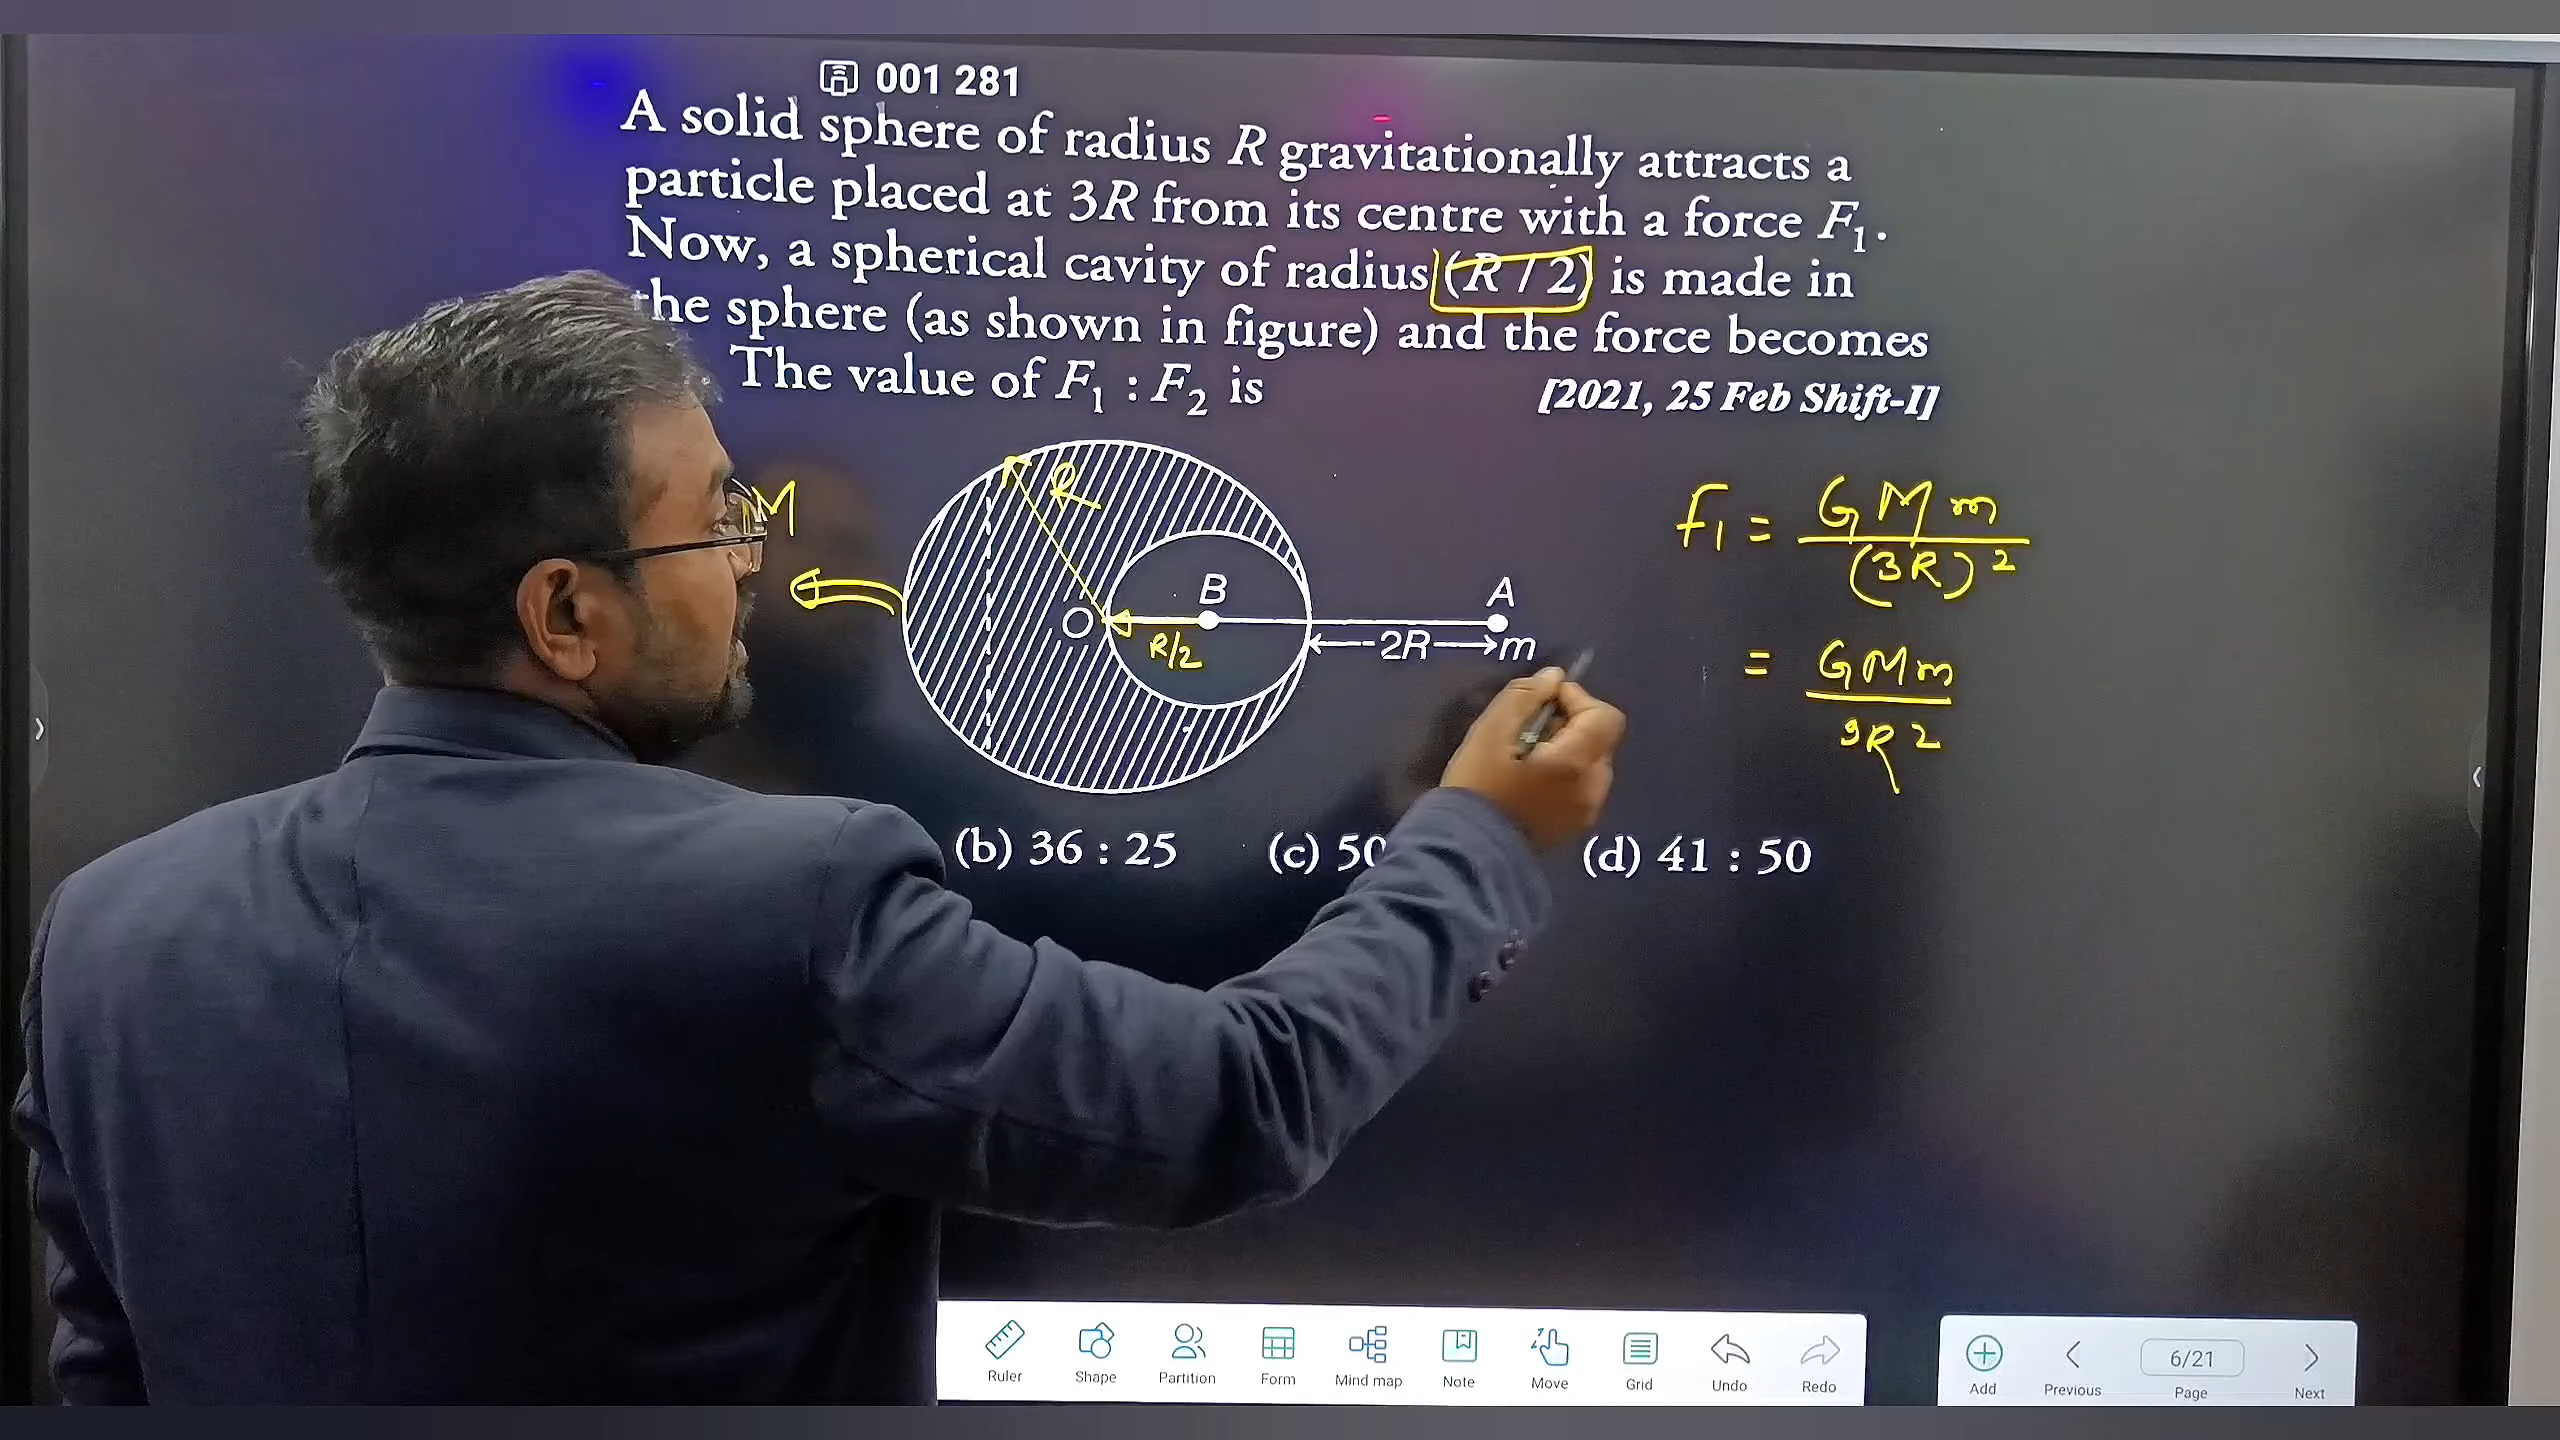 001 281
A solid sphere of radius R gravitationally attracts a
particle placed at 3R from its centre with a force F₁.
Now, a spherical cavity of radius (R / 2) is made in
the sphere (as shown in figure) and the force becomes
The value of F₁ : F₂ is
[2021, 25 Feb Shift-I]
M
R
O
B
A
R/2
2R
m
f₁ = GMm
(3R)²
= GMm
9R²
(b) 36 : 25 (c) 50 (d) 41 : 50
Ruler Shape Partition Form Mind map Note Move Grid Undo Redo
6/21
Add Previous Page Next